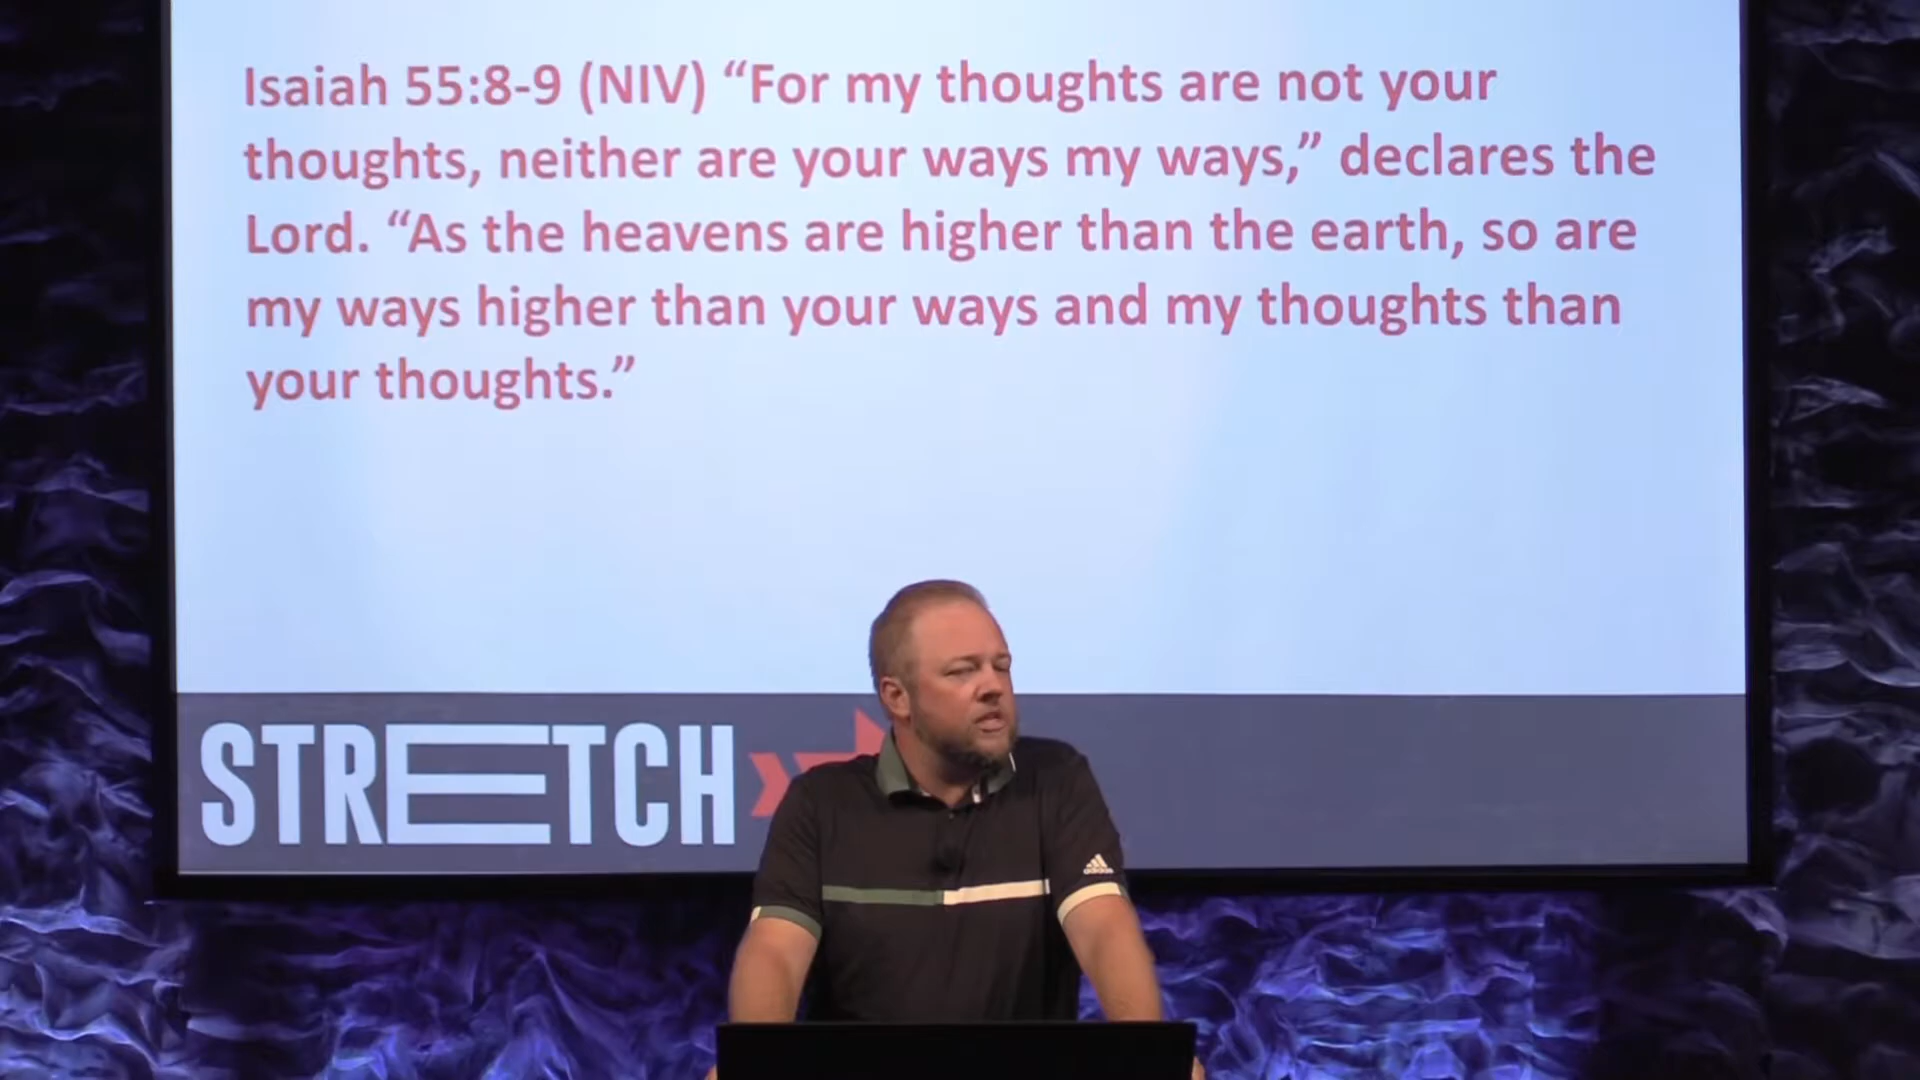 Isaiah 55:8-9 (NIV) “For my thoughts are not your
thoughts, neither are your ways my ways,” declares the
Lord. “As the heavens are higher than the earth, so are
my ways higher than your ways and my thoughts than
your thoughts.”
STRETCH
adidas